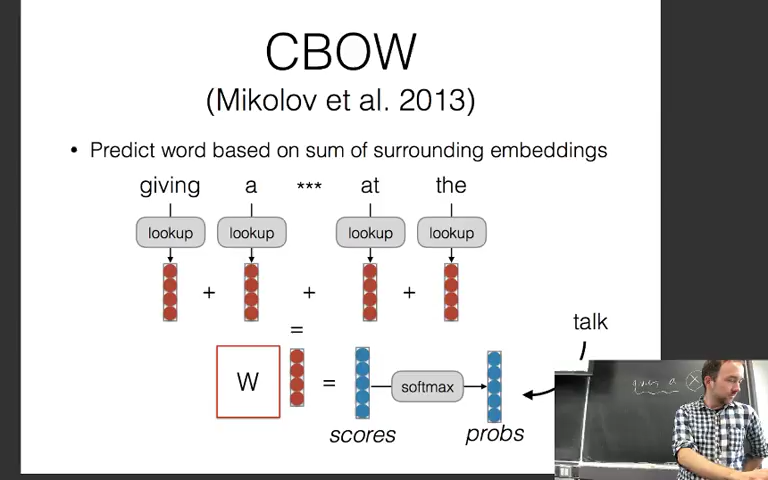 CBOW
(Mikolov et al. 2013)
• Predict word based on sum of surrounding embeddings
giving a *** at the
lookup lookup lookup lookup
+ + +
=
talk
W = softmax
scores probs
giving a